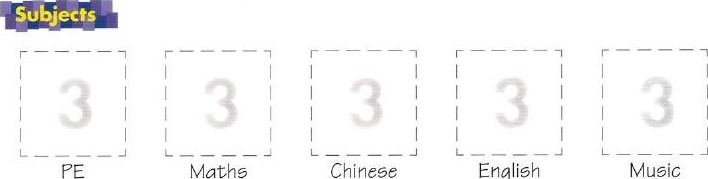 Subjects
3 3 3 3 3
PE Maths Chinese English Music